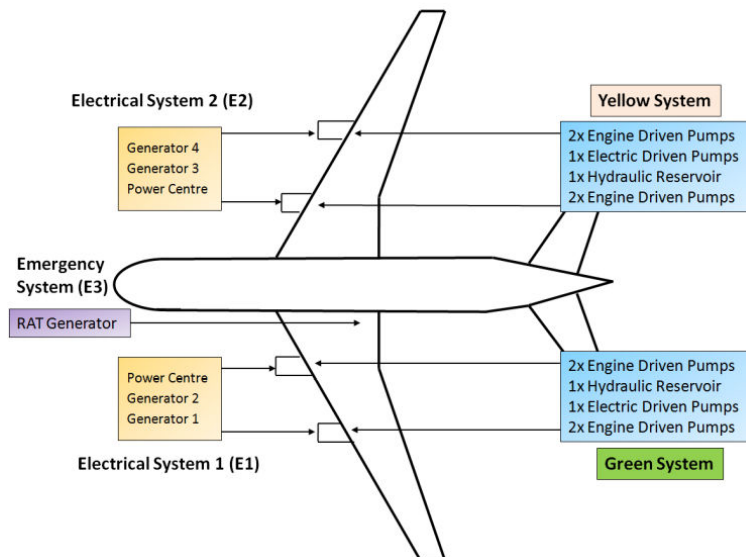 Electrical System 2 (E2)
Generator 4
Generator 3
Power Centre
Yellow System
2x Engine Driven Pumps
1x Electric Driven Pumps
1x Hydraulic Reservoir
2x Engine Driven Pumps
Emergency
System (E3)
RAT Generator
Power Centre
Generator 2
Generator 1
Electrical System 1 (E1)
2x Engine Driven Pumps
1x Hydraulic Reservoir
1x Electric Driven Pumps
2x Engine Driven Pumps
Green System